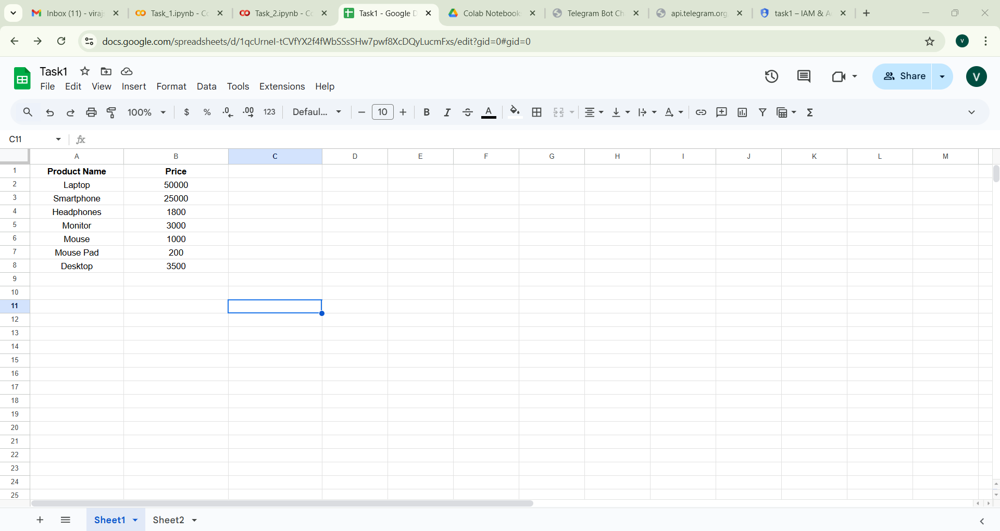 Inbox (11) - viraj
Task_1.ipynb - Co
Task_2.ipynb - Co
Task1 - Google D
Colab Notebook
Telegram Bot Ch
api.telegram.org
task1 – IAM & A
docs.google.com/spreadsheets/d/1qcUrnel-tCVfYX2f4fWbSSsSHw7pwf8XcDQyLucmFxs/edit?gid=0#gid=0
V
Task1
File Edit View Insert Format Data Tools Extensions Help
Share
V
100% $ % .0 .00 123 Defaul... 10 B I A Σ
C11 fx
A B C D E F G H I J K L M
1 Product Name Price
2 Laptop 50000
3 Smartphone 25000
4 Headphones 1800
5 Monitor 3000
6 Mouse 1000
7 Mouse Pad 200
8 Desktop 3500
9
10
11
12
13
14
15
16
17
18
19
20
21
22
23
24
25
Sheet1 Sheet2